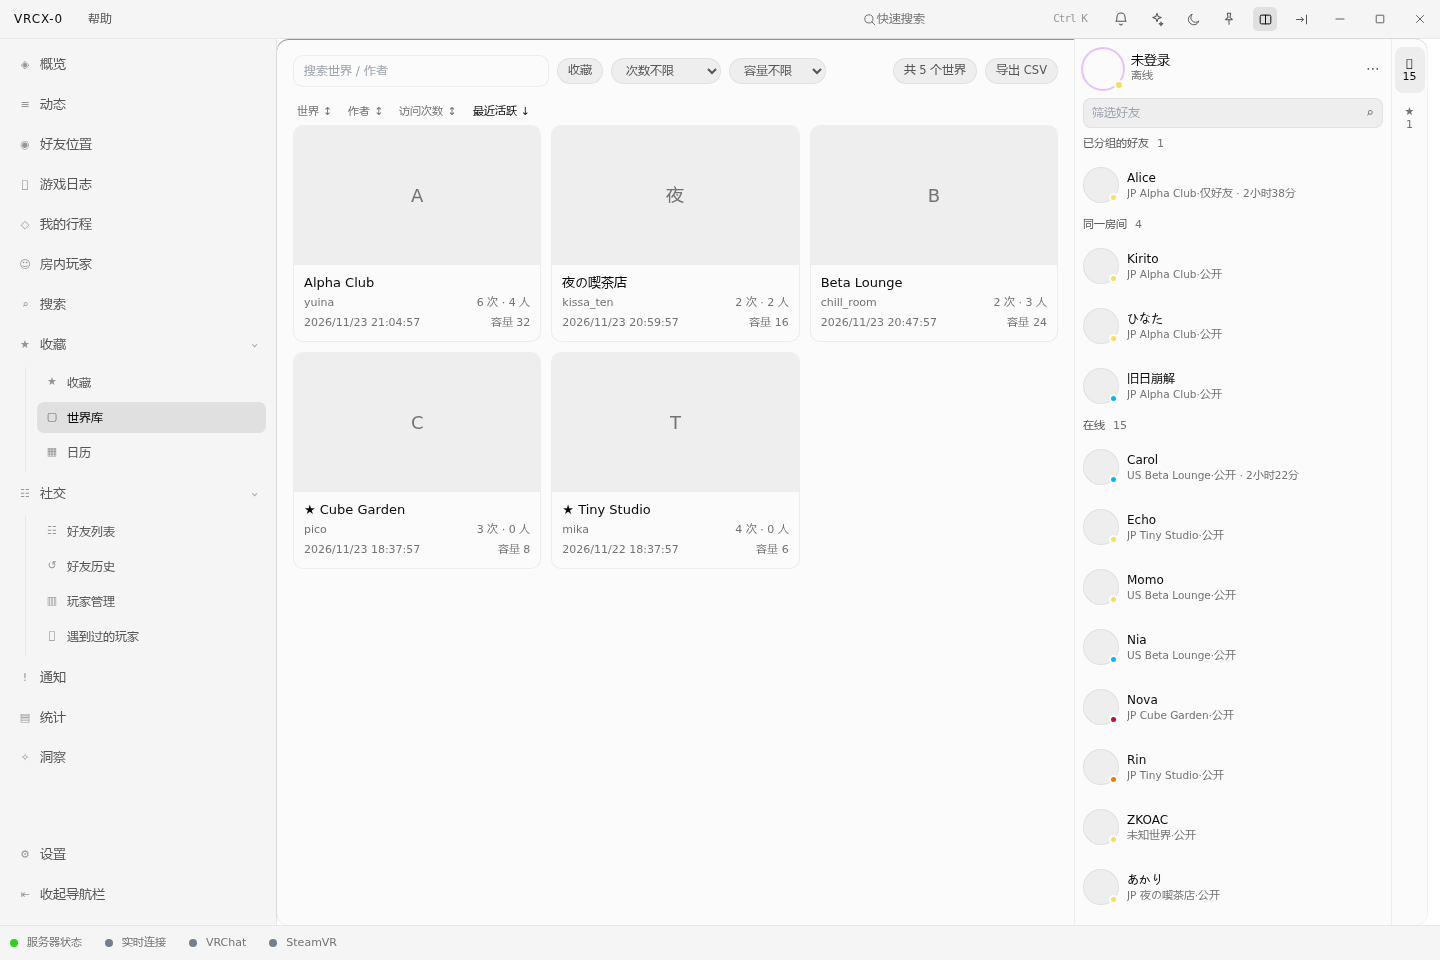 VRCX-0 帮助
快速搜索 Ctrl K
概览
动态
好友位置
游戏日志
我的行程
房内玩家
搜索
收藏
收藏
世界库
日历
社交
好友列表
好友历史
玩家管理
遇到过的玩家
通知
统计
洞察
设置
收起导航栏
搜索世界 / 作者 收藏 次数不限 容量不限 共 5 个世界 导出 CSV
世界 ↕ 作者 ↕ 访问次数 ↕ 最近活跃 ↓
A
Alpha Club
yuina 6 次 · 4 人
2026/11/23 21:04:57 容量 32
夜
夜の喫茶店
kissa_ten 2 次 · 2 人
2026/11/23 20:59:57 容量 16
B
Beta Lounge
chill_room 2 次 · 3 人
2026/11/23 20:47:57 容量 24
C
★ Cube Garden
pico 3 次 · 0 人
2026/11/23 18:37:57 容量 8
T
★ Tiny Studio
mika 4 次 · 0 人
2026/11/22 18:37:57 容量 6
未登录
离线
筛选好友
已分组的好友 1
Alice
JP Alpha Club·仅好友 · 2小时38分
同一房间 4
Kirito
JP Alpha Club·公开
ひなた
JP Alpha Club·公开
旧日崩解
JP Alpha Club·公开
在线 15
Carol
US Beta Lounge·公开 · 2小时22分
Echo
JP Tiny Studio·公开
Momo
US Beta Lounge·公开
Nia
US Beta Lounge·公开
Nova
JP Cube Garden·公开
Rin
JP Tiny Studio·公开
ZKOAC
未知世界·公开
あかり
JP 夜の喫茶店·公开
15
★
1
服务器状态 实时连接 VRChat SteamVR